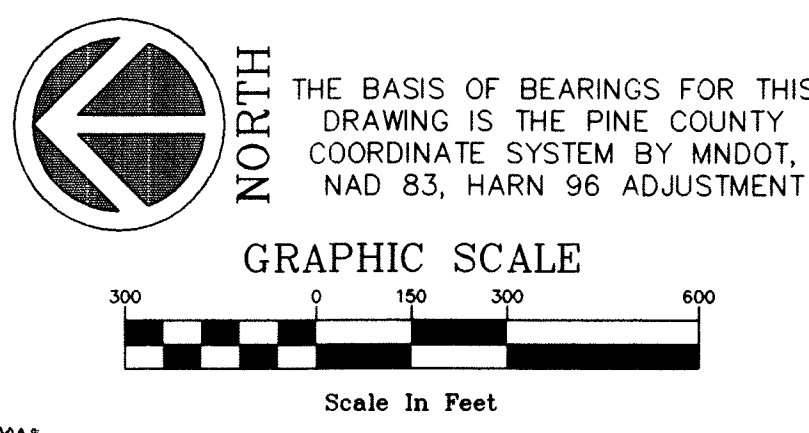 NORTH
THE BASIS OF BEARINGS FOR THIS
DRAWING IS THE PINE COUNTY
COORDINATE SYSTEM BY MNDOT,
NAD 83, HARN 96 ADJUSTMENT
GRAPHIC SCALE
300 0 150 300 600
Scale In Feet